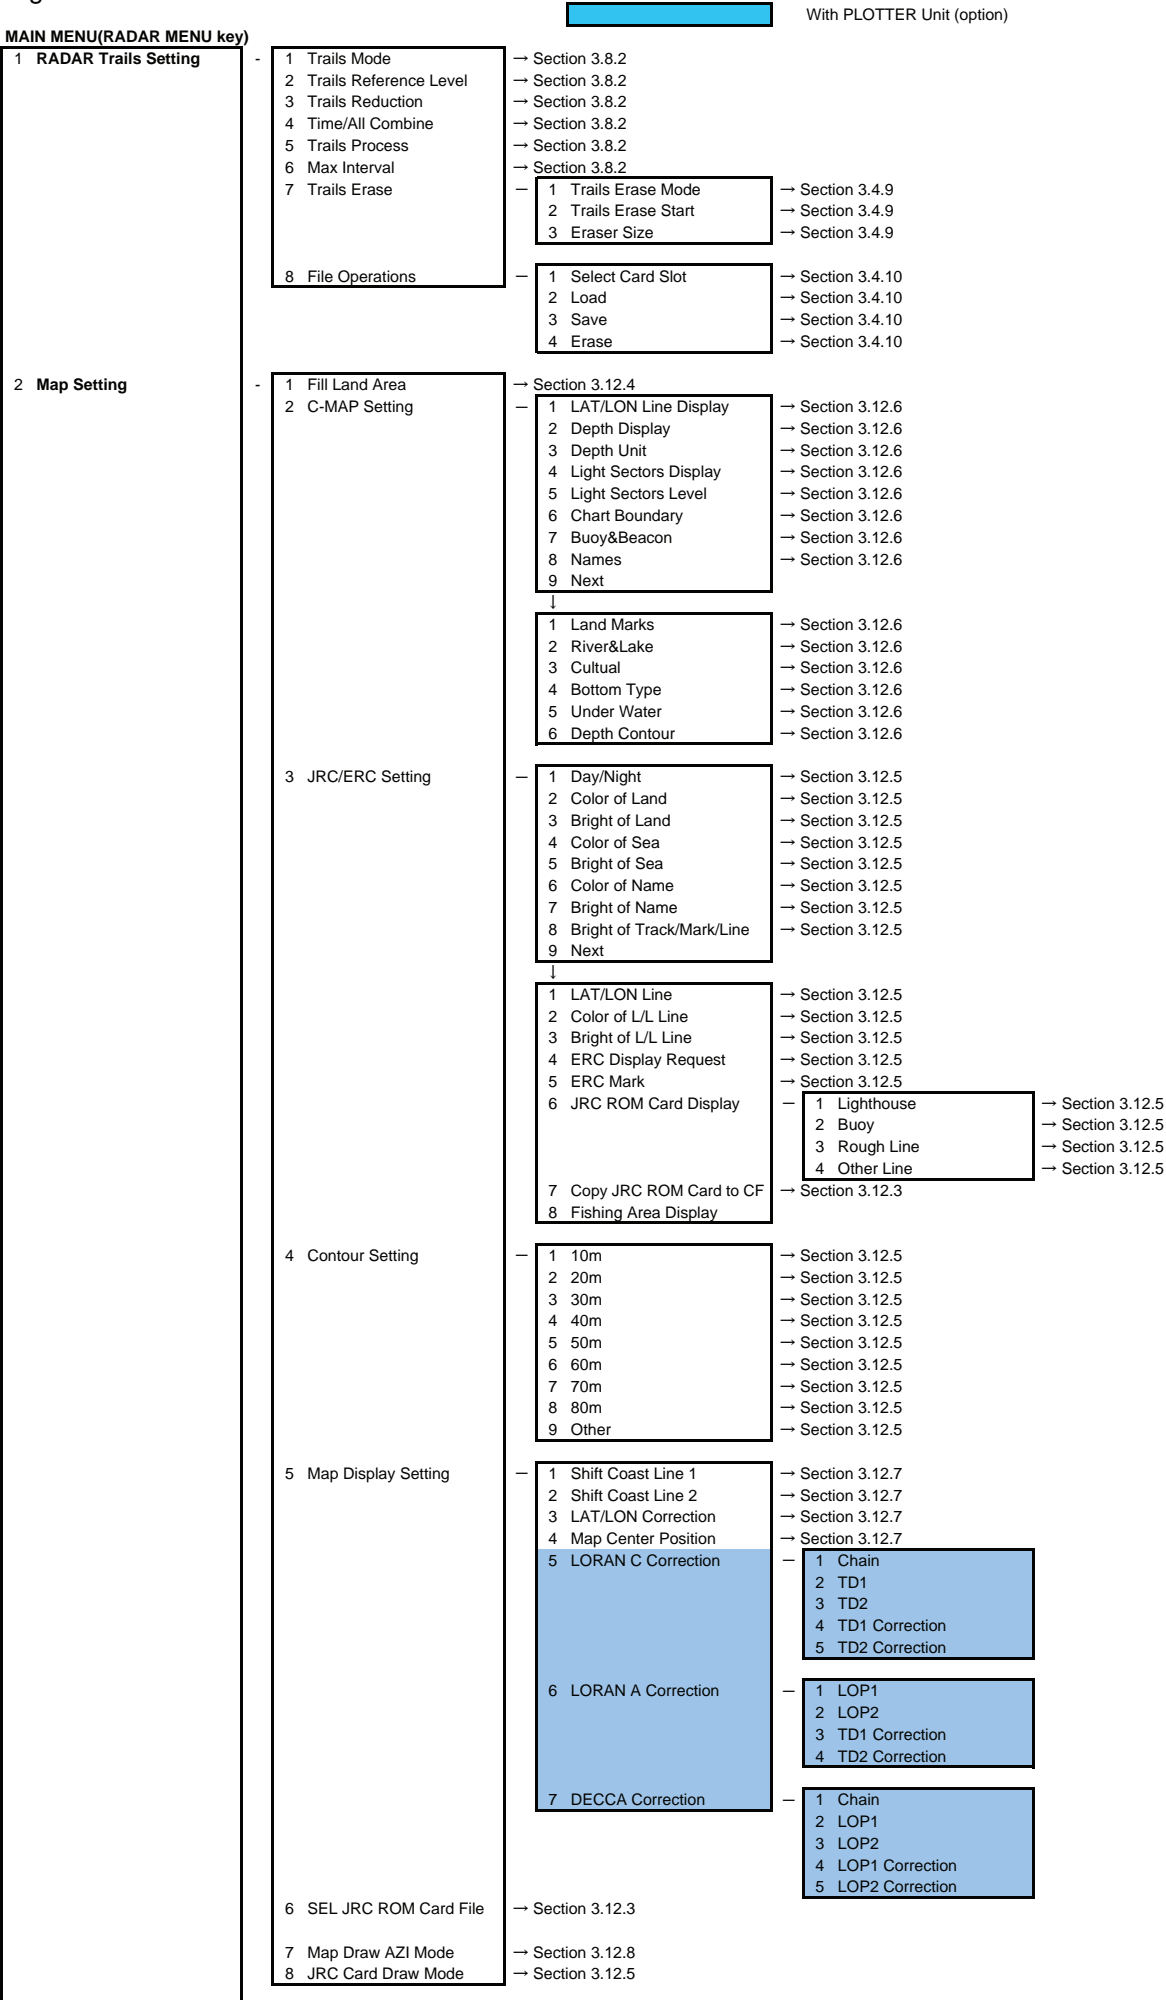 With PLOTTER Unit (option)
MAIN MENU(RADAR MENU key)
1 RADAR Trails Setting - 1 Trails Mode → Section 3.8.2
2 Trails Reference Level → Section 3.8.2
3 Trails Reduction → Section 3.8.2
4 Time/All Combine → Section 3.8.2
5 Trails Process → Section 3.8.2
6 Max Interval → Section 3.8.2
7 Trails Erase – 1 Trails Erase Mode → Section 3.4.9
2 Trails Erase Start → Section 3.4.9
3 Eraser Size → Section 3.4.9
8 File Operations – 1 Select Card Slot → Section 3.4.10
2 Load → Section 3.4.10
3 Save → Section 3.4.10
4 Erase → Section 3.4.10
2 Map Setting - 1 Fill Land Area → Section 3.12.4
2 C-MAP Setting – 1 LAT/LON Line Display → Section 3.12.6
2 Depth Display → Section 3.12.6
3 Depth Unit → Section 3.12.6
4 Light Sectors Display → Section 3.12.6
5 Light Sectors Level → Section 3.12.6
6 Chart Boundary → Section 3.12.6
7 Buoy&Beacon → Section 3.12.6
8 Names → Section 3.12.6
9 Next
↓
1 Land Marks → Section 3.12.6
2 River&Lake → Section 3.12.6
3 Cultual → Section 3.12.6
4 Bottom Type → Section 3.12.6
5 Under Water → Section 3.12.6
6 Depth Contour → Section 3.12.6
3 JRC/ERC Setting – 1 Day/Night → Section 3.12.5
2 Color of Land → Section 3.12.5
3 Bright of Land → Section 3.12.5
4 Color of Sea → Section 3.12.5
5 Bright of Sea → Section 3.12.5
6 Color of Name → Section 3.12.5
7 Bright of Name → Section 3.12.5
8 Bright of Track/Mark/Line → Section 3.12.5
9 Next
↓
1 LAT/LON Line → Section 3.12.5
2 Color of L/L Line → Section 3.12.5
3 Bright of L/L Line → Section 3.12.5
4 ERC Display Request → Section 3.12.5
5 ERC Mark → Section 3.12.5
6 JRC ROM Card Display – 1 Lighthouse → Section 3.12.5
2 Buoy → Section 3.12.5
3 Rough Line → Section 3.12.5
4 Other Line → Section 3.12.5
7 Copy JRC ROM Card to CF → Section 3.12.3
8 Fishing Area Display
4 Contour Setting – 1 10m → Section 3.12.5
2 20m → Section 3.12.5
3 30m → Section 3.12.5
4 40m → Section 3.12.5
5 50m → Section 3.12.5
6 60m → Section 3.12.5
7 70m → Section 3.12.5
8 80m → Section 3.12.5
9 Other → Section 3.12.5
5 Map Display Setting – 1 Shift Coast Line 1 → Section 3.12.7
2 Shift Coast Line 2 → Section 3.12.7
3 LAT/LON Correction → Section 3.12.7
4 Map Center Position → Section 3.12.7
5 LORAN C Correction – 1 Chain
2 TD1
3 TD2
4 TD1 Correction
5 TD2 Correction
6 LORAN A Correction – 1 LOP1
2 LOP2
3 TD1 Correction
4 TD2 Correction
7 DECCA Correction – 1 Chain
2 LOP1
3 LOP2
4 LOP1 Correction
5 LOP2 Correction
6 SEL JRC ROM Card File → Section 3.12.3
7 Map Draw AZI Mode → Section 3.12.8
8 JRC Card Draw Mode → Section 3.12.5